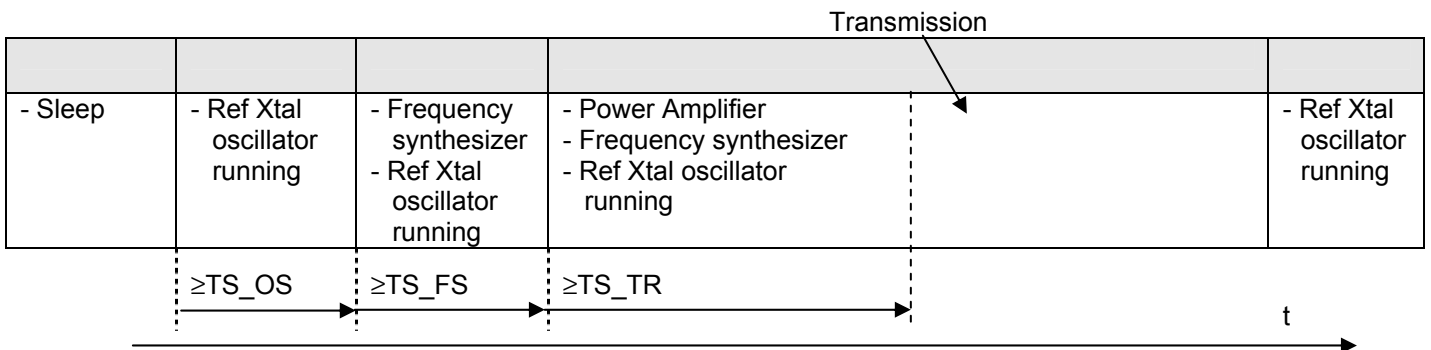 Transmission
- Sleep
- Ref Xtal
oscillator
running
- Frequency
synthesizer
- Ref Xtal
oscillator
running
- Power Amplifier
- Frequency synthesizer
- Ref Xtal oscillator
running
- Ref Xtal
oscillator
running
≥TS_OS
≥TS_FS
≥TS_TR
t